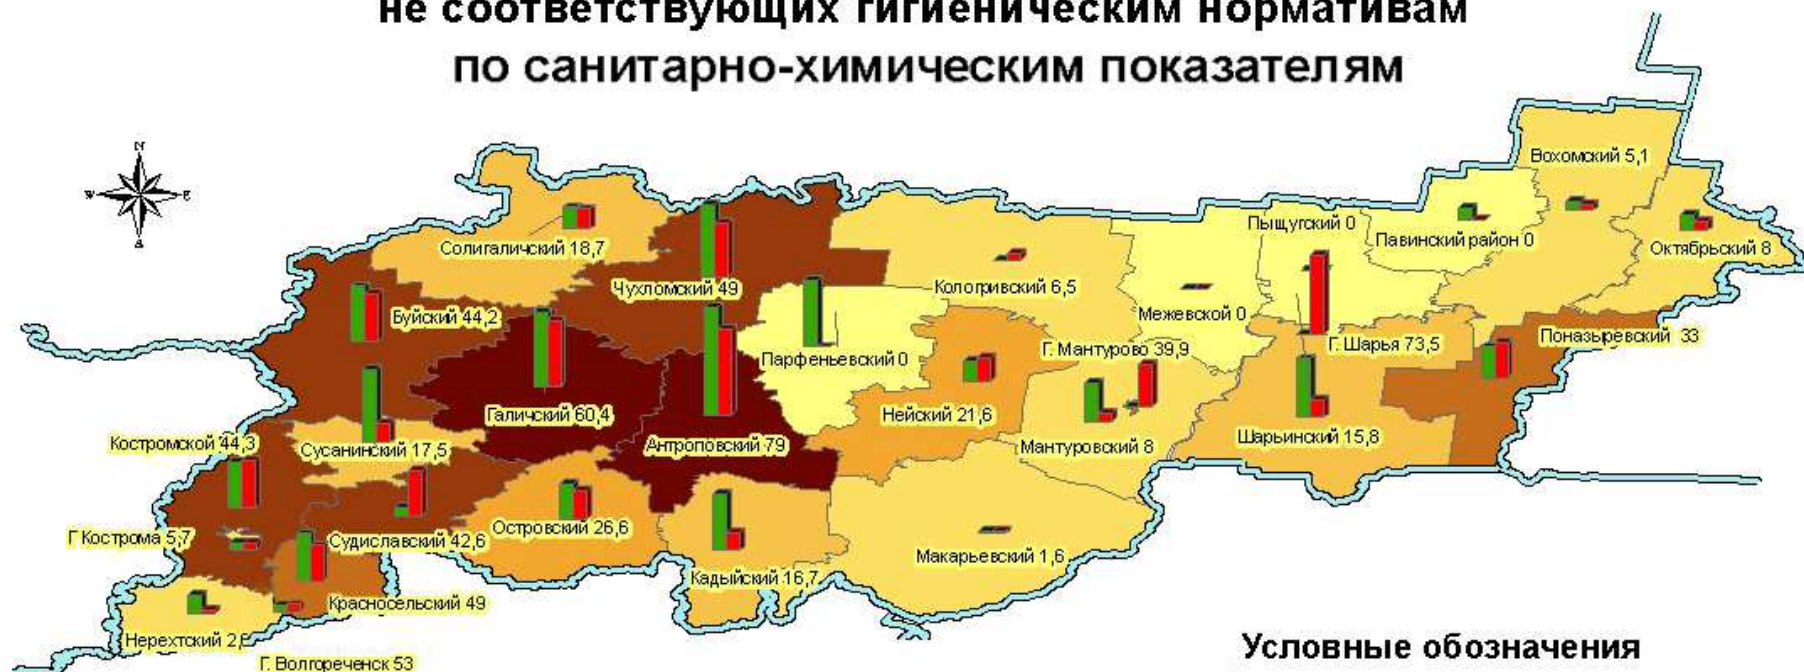 не соответствующих гигиеническим нормативам
по санитарно-химическим показателям
N
W
E
Вохомский 5,1
Пыщугский 0
Павинский район 0
Октябрьский 8
Солигаличский 18,7
Чухломский 49
Кологривский 6,5
Межевской 0
Буйский 44,2
Поназыревский 33
Г. Шарья 73,5
Г. Мантурово 39,9
Парфеньевский 0
Галичский 60,4
Нейский 21,6
Шарьинский 15,8
Костромской 44,3
Сусанинский 17,5
Антроповский 79
Мантуровский 8
Г Кострома 5,7
Судиславский 42,6
Островский 26,6
Макарьевский 1,6
Кадыйский 16,7
Красносельский 49
Нерехтский
Г. Волгореченск 53
Условные обозначения